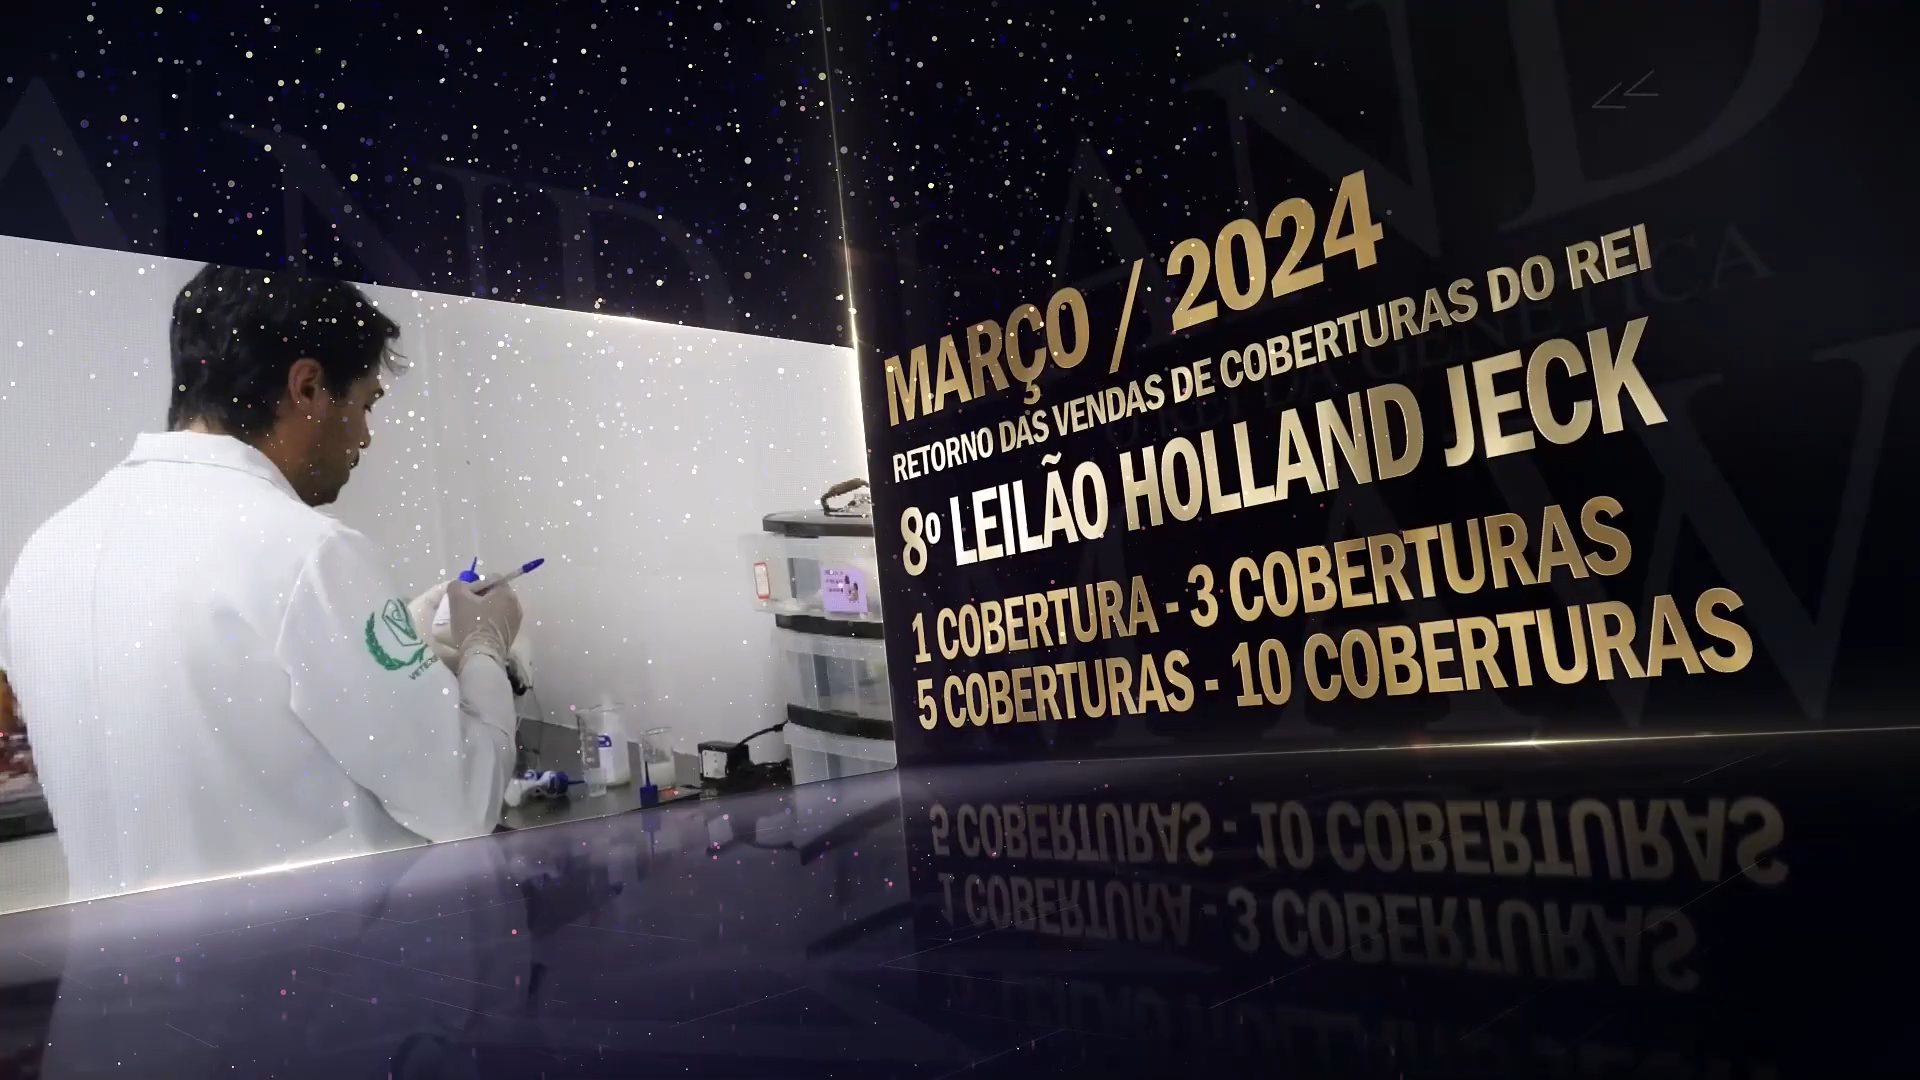 MARÇO / 2024
RETORNO DAS VENDAS DE COBERTURAS DO REI
8º LEILÃO HOLLAND JECK
1 COBERTURA - 3 COBERTURAS
5 COBERTURAS - 10 COBERTURAS